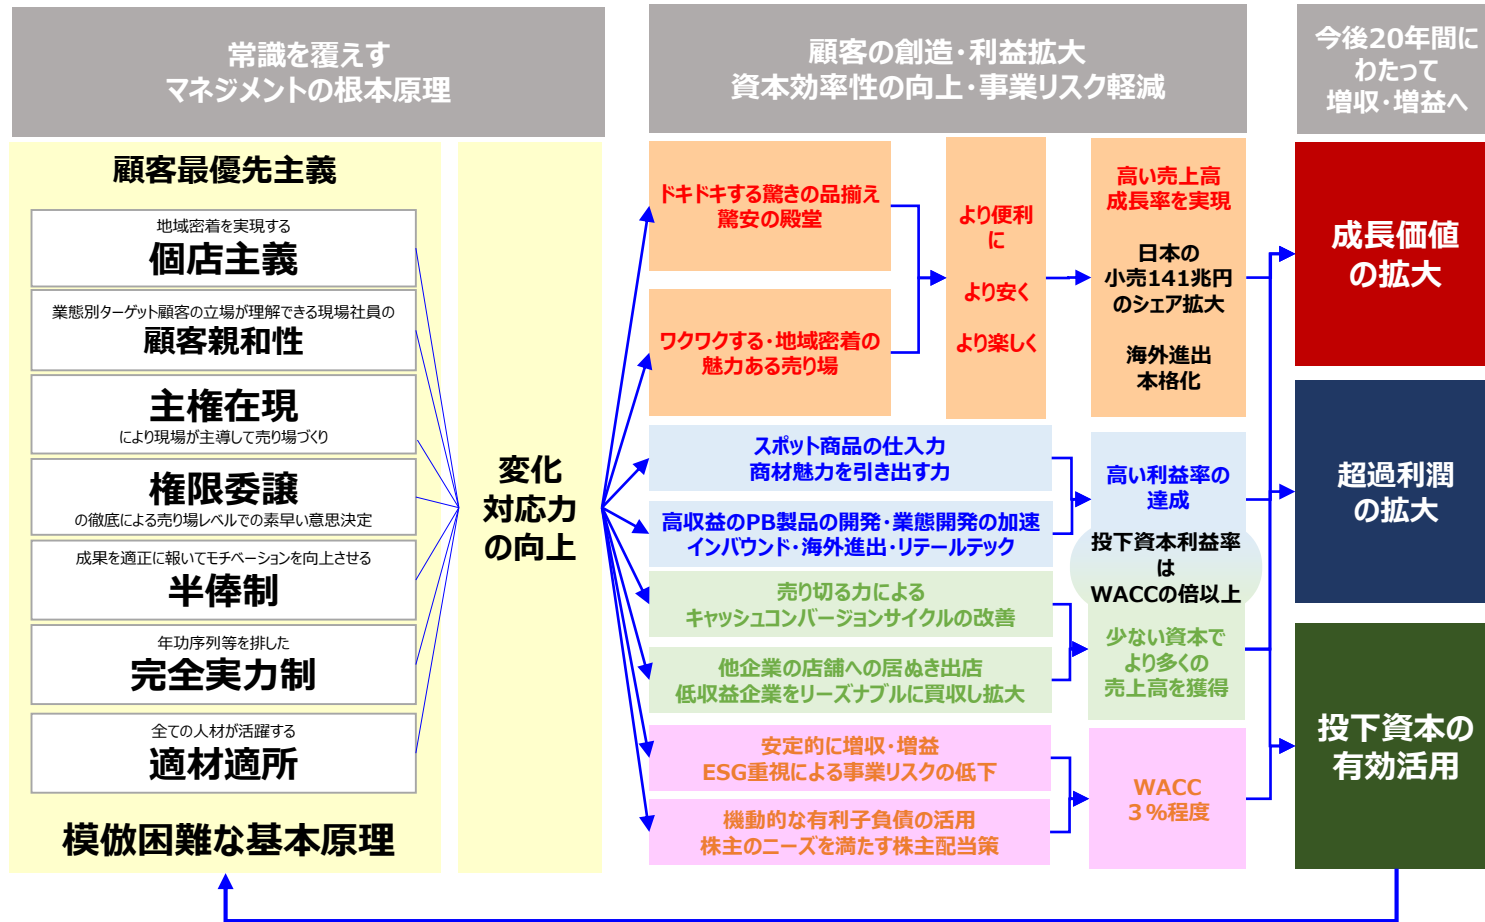 常識を覆えす
マネジメントの根本原理
顧客の創造・利益拡大
資本効率性の向上・事業リスク軽減
今後20年間に
わたって
増収・増益へ
顧客最優先主義
地域密着を実現する
個店主義
業態別ターゲット顧客の立場が理解できる現場社員の
顧客親和性
主権在現
により現場が主導して売り場づくり
権限委譲
の徹底による売り場レベルでの素早い意思決定
成果を適正に報いてモチベーションを向上させる
半俸制
年功序列等を排した
完全実力制
全ての人材が活躍する
適材適所
模倣困難な基本原理
変化
対応力
の向上
ドキドキする驚きの品揃え
驚安の殿堂
ワクワクする・地域密着の
魅力ある売り場
より便利
に
より安く
より楽しく
高い売上高
成長率を実現
日本の
小売141兆円
のシェア拡大
海外進出
本格化
スポット商品の仕入力
商材魅力を引き出す力
高収益のPB製品の開発・業態開発の加速
インバウンド・海外進出・リテールテック
高い利益率の
達成
投下資本利益率
は
WACCの倍以上
売り切る力による
キャッシュコンバージョンサイクルの改善
他企業の店舗への居ぬき出店
低収益企業をリーズナブルに買収し拡大
少ない資本で
より多くの
売上高を獲得
安定的に増収・増益
ESG重視による事業リスクの低下
機動的な有利子負債の活用
株主のニーズを満たす株主配当策
WACC
３%程度
成長価値
の拡大
超過利潤
の拡大
投下資本の
有効活用